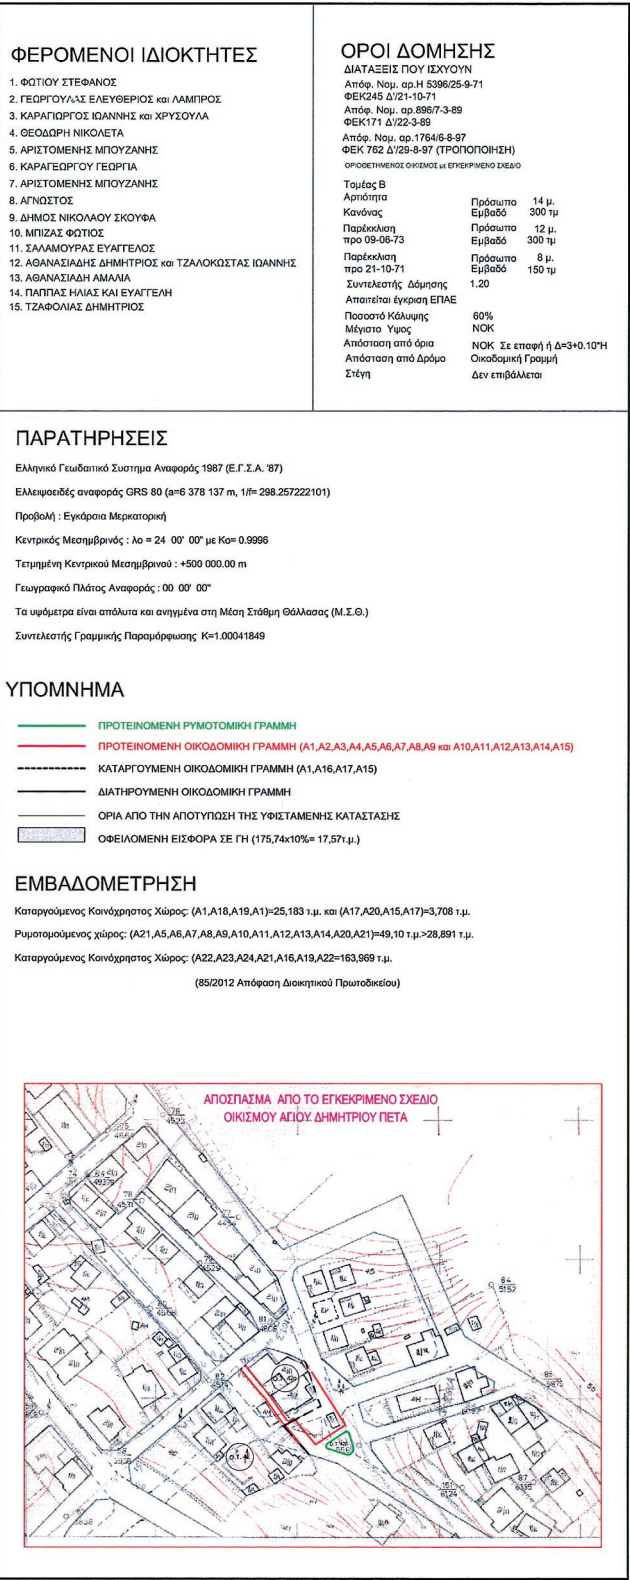 ΦΕΡΟΜΕΝΟΙ ΙΔΙΟΚΤΗΤΕΣ
1. ΦΩΤΙΟΥ ΣΤΕΦΑΝΟΣ
2. ΓΕΩΡΓΟΥΛΑΣ ΕΛΕΥΘΕΡΙΟΣ και ΛΑΜΠΡΟΣ
3. ΚΑΡΑΓΙΩΡΓΟΣ ΙΩΑΝΝΗΣ και ΧΡΥΣΟΥΛΑ
4. ΘΕΟΔΩΡΗ ΝΙΚΟΛΕΤΑ
5. ΑΡΙΣΤΟΜΕΝΗΣ ΜΠΟΥΖΑΝΗΣ
6. ΚΑΡΑΓΕΩΡΓΟΥ ΓΕΩΡΓΙΑ
7. ΑΡΙΣΤΟΜΕΝΗΣ ΜΠΟΥΖΑΝΗΣ
8. ΑΓΝΩΣΤΟΣ
9. ΔΗΜΟΣ ΝΙΚΟΛΑΟΥ ΣΚΟΥΦΑ
10. ΜΠΙΖΑΣ ΦΩΤΙΟΣ
11. ΣΑΛΑΜΟΥΡΑΣ ΕΥΑΓΓΕΛΟΣ
12. ΑΘΑΝΑΣΙΑΔΗΣ ΔΗΜΗΤΡΙΟΣ και ΤΖΑΛΟΚΩΣΤΑΣ ΙΩΑΝΝΗΣ
13. ΑΘΑΝΑΣΙΑΔΗ ΑΜΑΛΙΑ
14. ΠΑΠΠΑΣ ΗΛΙΑΣ ΚΑΙ ΕΥΑΓΓΕΛΗ
15. ΤΖΑΦΟΛΙΑΣ ΔΗΜΗΤΡΙΟΣ
ΟΡΟΙ ΔΟΜΗΣΗΣ
ΔΙΑΤΑΞΕΙΣ ΠΟΥ ΙΣΧΥΟΥΝ
Απόφ. Νομ. αρ.Η 5396/25-9-71
ΦΕΚ245 Δ'/21-10-71
Απόφ. Νομ. αρ.896/7-3-89
ΦΕΚ171 Δ'/22-3-89
Απόφ. Νομ. αρ.1764/6-8-97
ΦΕΚ 762 Δ'/29-8-97 (ΤΡΟΠΟΠΟΙΗΣΗ)
ΟΡΙΟΘΕΤΗΜΕΝΟΣ ΟΙΚΙΣΜΟΣ με ΕΓΚΕΚΡΙΜΕΝΟ ΣΧΕΔΙΟ
Τομέας Β
Αρτιότητα Πρόσωπο 14 μ.
Κανόνας Εμβαδό 300 τμ
Παρέκκλιση Πρόσωπο 12 μ.
προ 09-06-73 Εμβαδό 300 τμ
Παρέκκλιση Πρόσωπο 8 μ.
προ 21-10-71 Εμβαδό 150 τμ
Συντελεστής Δόμησης 1.20
Απαιτείται έγκριση ΕΠΑΕ
Ποσοστό Κάλυψης 60%
Μέγιστο Υψος ΝΟΚ
Απόσταση από όρια ΝΟΚ Σε επαφή ή Δ=3+0.10*Η
Απόσταση από Δρόμο Οικοδομική Γραμμή
Στέγη Δεν επιβάλλεται
ΠΑΡΑΤΗΡΗΣΕΙΣ
Ελληνικό Γεωδαιτικό Συστημα Αναφοράς 1987 (Ε.Γ.Σ.Α. '87)
Ελλειψοειδές αναφοράς GRS 80 (a=6 378 137 m, 1/f= 298.257222101)
Προβολή : Εγκάρσια Μερκατορική
Κεντρικός Μεσημβρινός : λο = 24 00' 00" με Κο= 0.9996
Τετμημένη Κεντρικού Μεσημβρινού : +500 000.00 m
Γεωγραφικό Πλάτος Αναφοράς : 00 00' 00"
Τα υψόμετρα είναι απόλυτα και ανηγμένα στη Μέση Στάθμη Θάλλασας (Μ.Σ.Θ.)
Συντελεστής Γραμμικής Παραμόρφωσης Κ=1.00041849
ΥΠΟΜΝΗΜΑ
ΠΡΟΤΕΙΝΟΜΕΝΗ ΡΥΜΟΤΟΜΙΚΗ ΓΡΑΜΜΗ
ΠΡΟΤΕΙΝΟΜΕΝΗ ΟΙΚΟΔΟΜΙΚΗ ΓΡΑΜΜΗ (Α1,Α2,Α3,Α4,Α5,Α6,Α7,Α8,Α9 και Α10,Α11,Α12,Α13,Α14,Α15)
ΚΑΤΑΡΓΟΥΜΕΝΗ ΟΙΚΟΔΟΜΙΚΗ ΓΡΑΜΜΗ (Α1,Α16,Α17,Α15)
ΔΙΑΤΗΡΟΥΜΕΝΗ ΟΙΚΟΔΟΜΙΚΗ ΓΡΑΜΜΗ
ΟΡΙΑ ΑΠΟ ΤΗΝ ΑΠΟΤΥΠΩΣΗ ΤΗΣ ΥΦΙΣΤΑΜΕΝΗΣ ΚΑΤΑΣΤΑΣΗΣ
ΟΦΕΙΛΟΜΕΝΗ ΕΙΣΦΟΡΑ ΣΕ ΓΗ (175,74x10%= 17,57τ.μ.)
ΕΜΒΑΔΟΜΕΤΡΗΣΗ
Καταργούμενος Κοινόχρηστος Χώρος: (Α1,Α18,Α19,Α1)=25,183 τ.μ. και (Α17,Α20,Α15,Α17)=3,708 τ.μ.
Ρυμοτομούμενος χώρος: (Α21,Α5,Α6,Α7,Α8,Α9,Α10,Α11,Α12,Α13,Α14,Α20,Α21)=49,10 τ.μ.>28,891 τ.μ.
Καταργούμενος Κοινόχρηστος Χώρος: (Α22,Α23,Α24,Α21,Α16,Α19,Α22=163,969 τ.μ.
(85/2012 Απόφαση Διοικητικού Πρωτοδικείου)
ΑΠΟΣΠΑΣΜΑ ΑΠΟ ΤΟ ΕΓΚΕΚΡΙΜΕΝΟ ΣΧΕΔΙΟ
ΟΙΚΙΣΜΟΥ ΑΓΙΟΥ ΔΗΜΗΤΡΙΟΥ ΠΕΤΑ